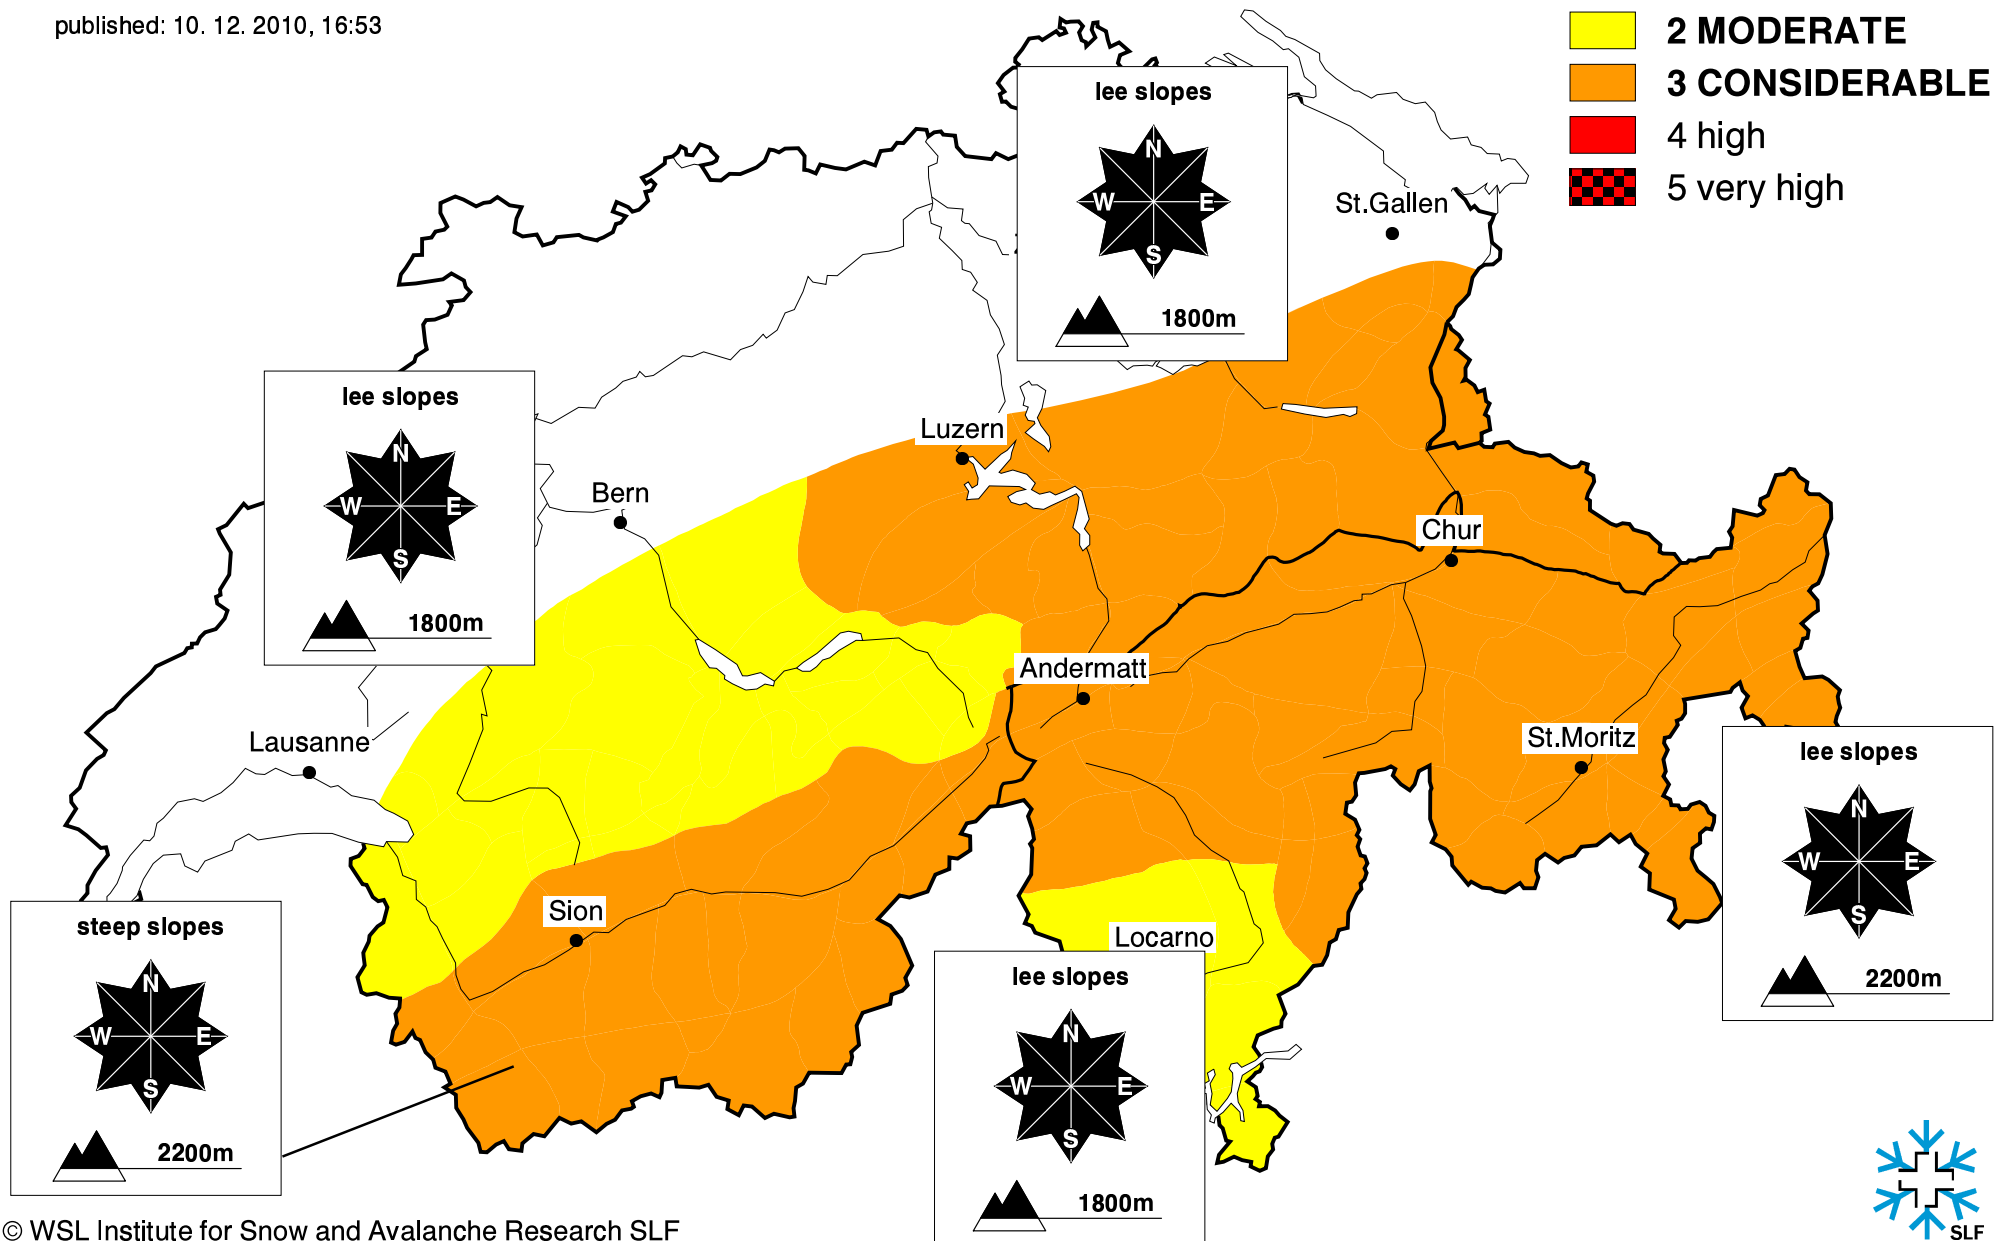 published: 10. 12. 2010, 16:53
2 MODERATE
3 CONSIDERABLE
4 high
5 very high
lee slopes
N
W E
S
1800m
St.Gallen
lee slopes
N
W E
S
1800m
Luzern
Bern
Chur
Andermatt
Lausanne
St.Moritz
lee slopes
N
W E
S
2200m
Sion
steep slopes
N
W E
S
2200m
Locarno
lee slopes
N
W E
S
1800m
© WSL Institute for Snow and Avalanche Research SLF
SLF